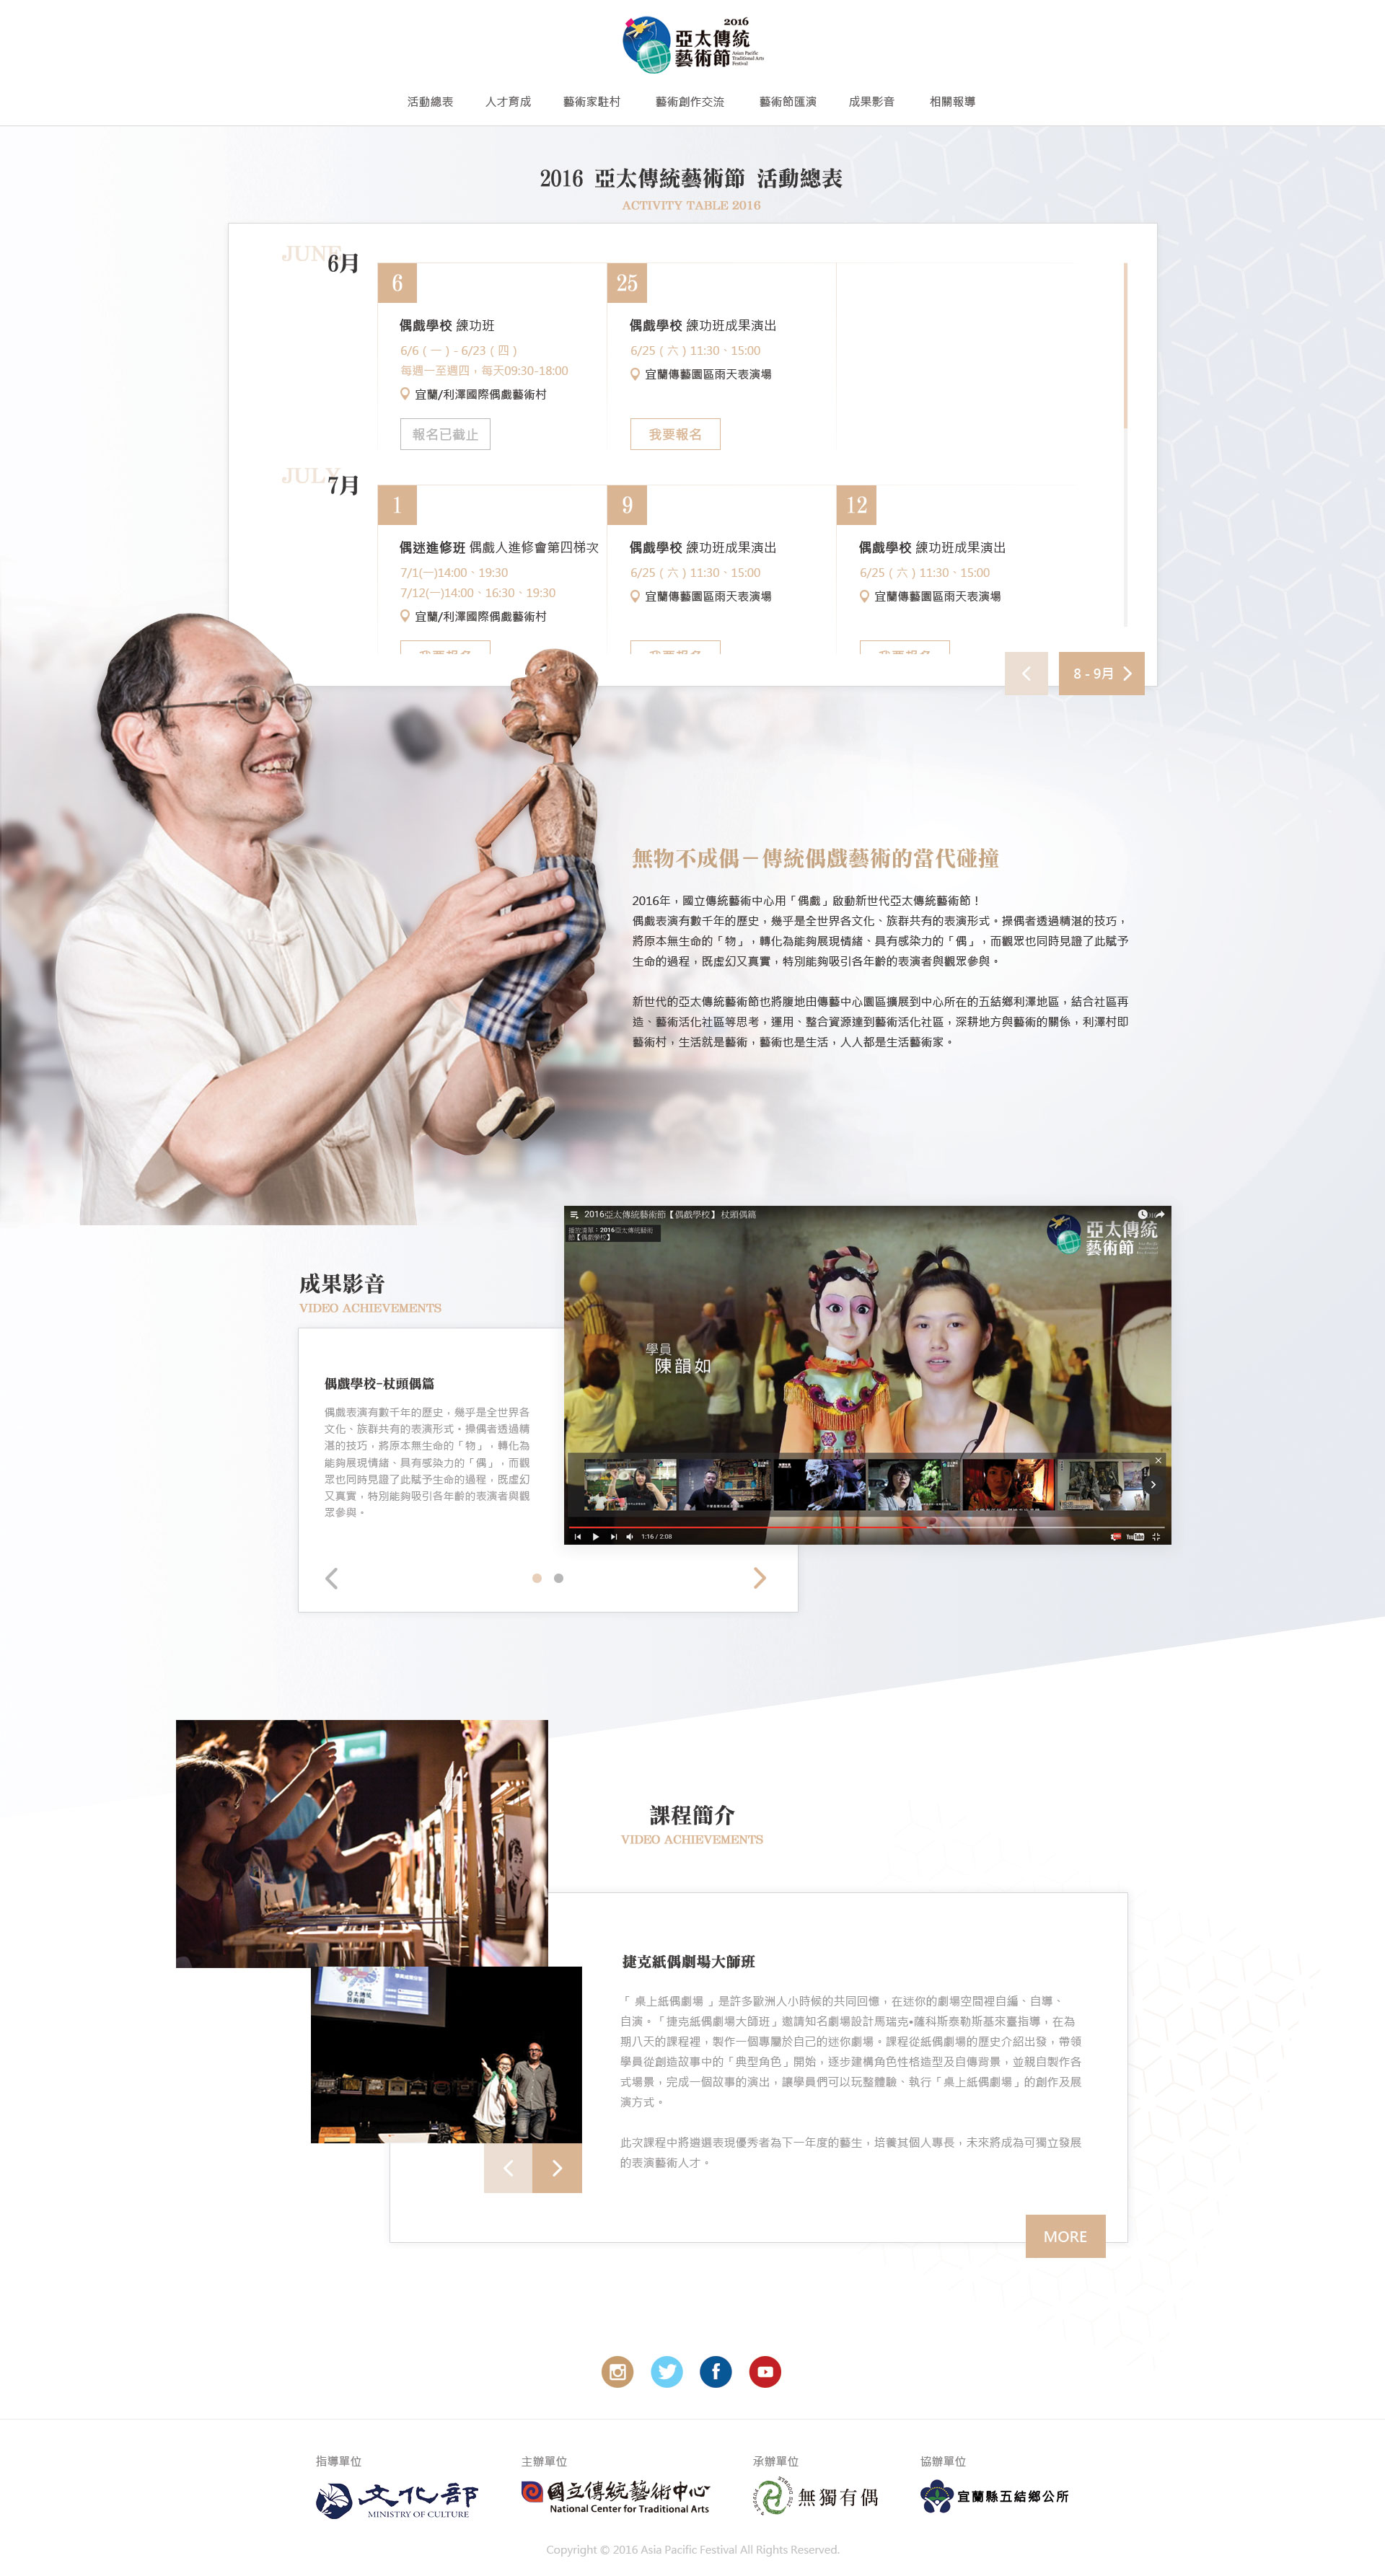 2016
亞太傳統
藝術節
Asian Pacific
Traditional Arts
Festival
活動總表 人才育成 藝術家駐村 藝術創作交流 藝術節匯演 成果影音 相關報導
2016 亞太傳統藝術節 活動總表
ACTIVITY TABLE 2016
JUNE
6月
6
偶戲學校 練功班
6/6 ( 一 ) - 6/23 ( 四 )
每週一至週四，每天09:30-18:00
宜蘭/利澤國際偶戲藝術村
報名已截止
25
偶戲學校 練功班成果演出
6/25 ( 六 ) 11:30、15:00
宜蘭傳藝園區雨天表演場
我要報名
JULY
7月
1
偶迷進修班 偶戲人進修會第四梯次
7/1(一)14:00、19:30
7/12(一)14:00、16:30、19:30
宜蘭/利澤國際偶戲藝術村
我要報名
9
偶戲學校 練功班成果演出
6/25 ( 六 ) 11:30、15:00
宜蘭傳藝園區雨天表演場
我要報名
12
偶戲學校 練功班成果演出
6/25 ( 六 ) 11:30、15:00
宜蘭傳藝園區雨天表演場
我要報名
8 - 9月
無物不成偶－傳統偶戲藝術的當代碰撞
2016年，國立傳統藝術中心用「偶戲」啟動新世代亞太傳統藝術節！
偶戲表演有數千年的歷史，幾乎是全世界各文化、族群共有的表演形式。操偶者透過精湛的技巧，
將原本無生命的「物」，轉化為能夠展現情緒、具有感染力的「偶」，而觀眾也同時見證了此賦予
生命的過程，既虛幻又真實，特別能夠吸引各年齡的表演者與觀眾參與。
新世代的亞太傳統藝術節也將腹地由傳藝中心園區擴展到中心所在的五結鄉利澤地區，結合社區再
造、藝術活化社區等思考，運用、整合資源達到藝術活化社區，深耕地方與藝術的關係，利澤村即
藝術村，生活就是藝術，藝術也是生活，人人都是生活藝術家。
成果影音
VIDEO ACHIEVEMENTS
2016亞太傳統藝術節【偶戲學校】 杖頭偶篇
播放清單：2016亞太傳統藝術
節【偶戲學校】
亞太傳統
藝術節
學員
陳韻如
1:16 / 2:08
YouTube
偶戲學校-杖頭偶篇
偶戲表演有數千年的歷史，幾乎是全世界各
文化、族群共有的表演形式。操偶者透過精
湛的技巧，將原本無生命的「物」，轉化為
能夠展現情緒、具有感染力的「偶」，而觀
眾也同時見證了此賦予生命的過程，既虛幻
又真實，特別能夠吸引各年齡的表演者與觀
眾參與。
課程簡介
VIDEO ACHIEVEMENTS
捷克紙偶劇場大師班
「 桌上紙偶劇場 」是許多歐洲人小時候的共同回憶，在迷你的劇場空間裡自編、自導、
自演。「捷克紙偶劇場大師班」邀請知名劇場設計馬瑞克•薩科斯泰勒斯基來臺指導，在為
期八天的課程裡，製作一個專屬於自己的迷你劇場。課程從紙偶劇場的歷史介紹出發，帶領
學員從創造故事中的「典型角色」開始，逐步建構角色性格造型及自傳背景，並親自製作各
式場景，完成一個故事的演出，讓學員們可以玩整體驗、執行「桌上紙偶劇場」的創作及展
演方式。
此次課程中將遴選表現優秀者為下一年度的藝生，培養其個人專長，未來將成為可獨立發展
的表演藝術人才。
MORE
指導單位 主辦單位 承辦單位 協辦單位
文化部
MINISTRY OF CULTURE
國立傳統藝術中心
National Center for Traditional Arts
無獨有偶
宜蘭縣五結鄉公所
Copyright © 2016 Asia Pacific Festival All Rights Reserved.